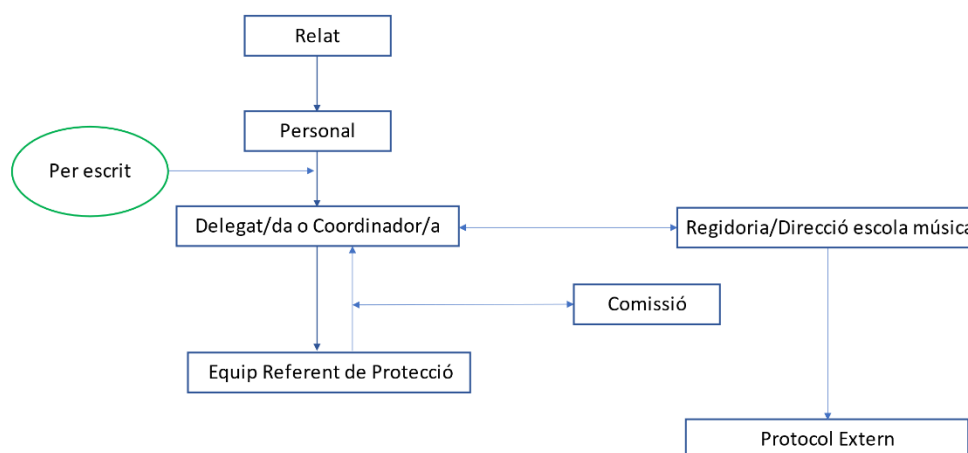 Relat
Personal
Per escrit
Delegat/da o Coordinador/a
Regidoria/Direcció escola música
Comissió
Equip Referent de Protecció
Protocol Extern